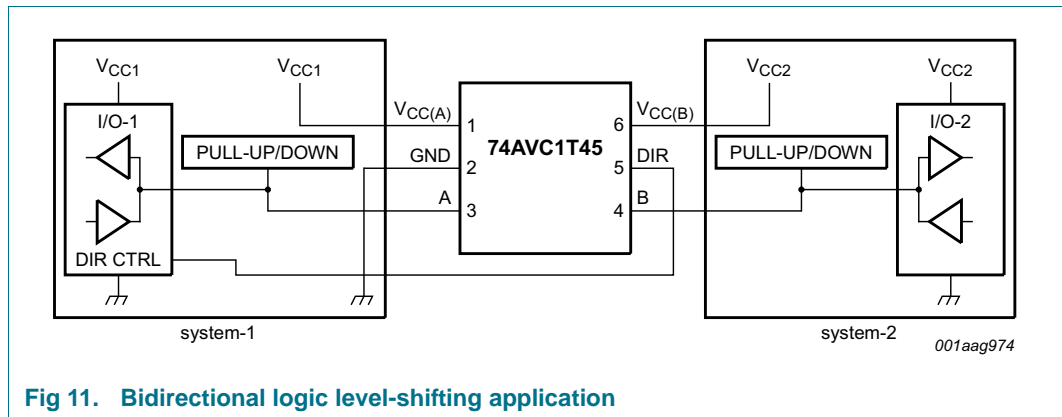 VCC1
VCC1
VCC2
VCC2
I/O-1
PULL-UP/DOWN
DIR CTRL
system-1
VCC(A)
GND
A
1
2
3
74AVC1T45
6
5
4
VCC(B)
DIR
B
PULL-UP/DOWN
I/O-2
system-2
001aag974
Fig 11. Bidirectional logic level-shifting application